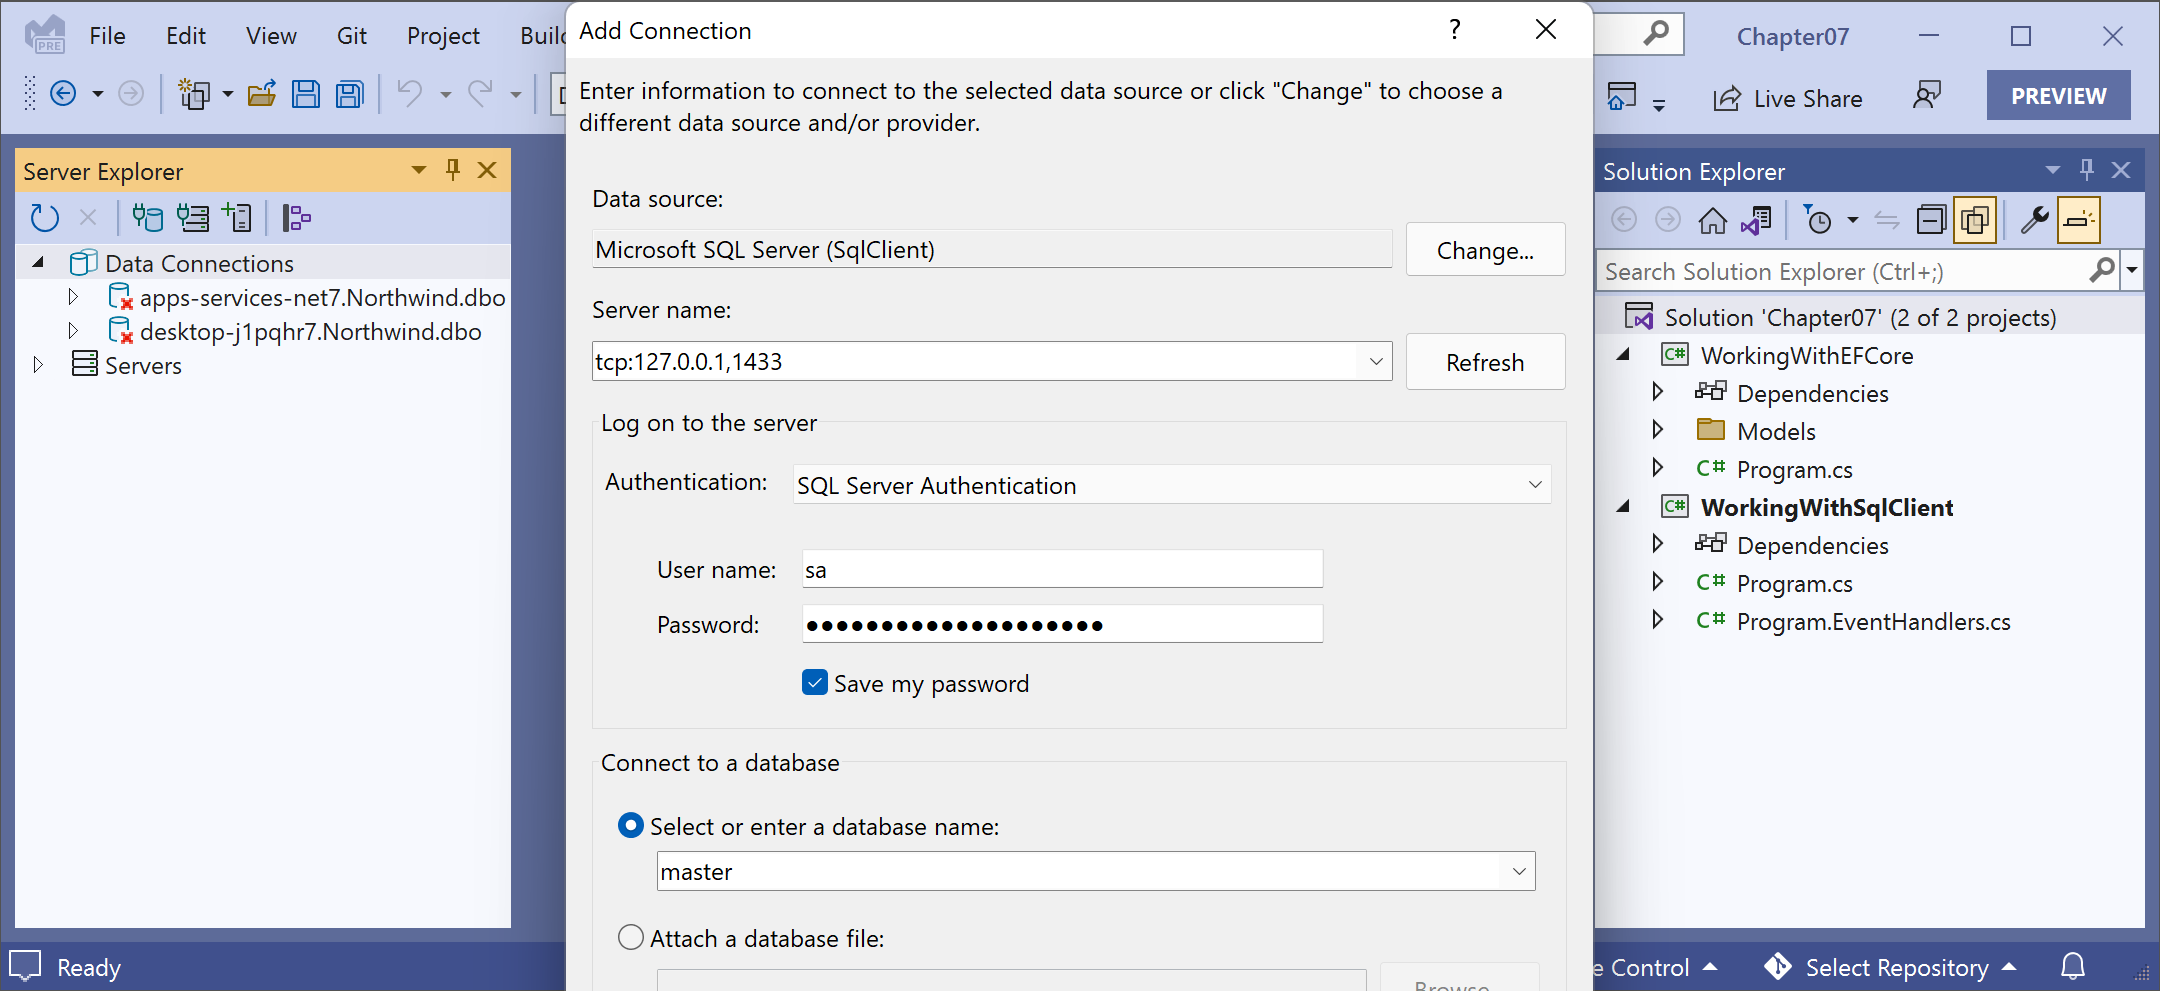 PRE
File Edit View Git Project
Chapter07
Live Share
PREVIEW
Server Explorer
Data Connections
apps-services-net7.Northwind.dbo
desktop-j1pqhr7.Northwind.dbo
Servers
Add Connection
?
Enter information to connect to the selected data source or click "Change" to choose a
different data source and/or provider.
Data source:
Microsoft SQL Server (SqlClient)
Change...
Server name:
tcp:127.0.0.1,1433
Refresh
Log on to the server
Authentication:
SQL Server Authentication
User name:
sa
Password:
●●●●●●●●●●●●●●●●●●●●
Save my password
Connect to a database
Select or enter a database name:
master
Attach a database file:
Browse
Solution Explorer
Search Solution Explorer (Ctrl+;)
Solution 'Chapter07' (2 of 2 projects)
C# WorkingWithEFCore
Dependencies
Models
C# Program.cs
C# WorkingWithSqlClient
Dependencies
C# Program.cs
C# Program.EventHandlers.cs
Ready
e Control
Select Repository